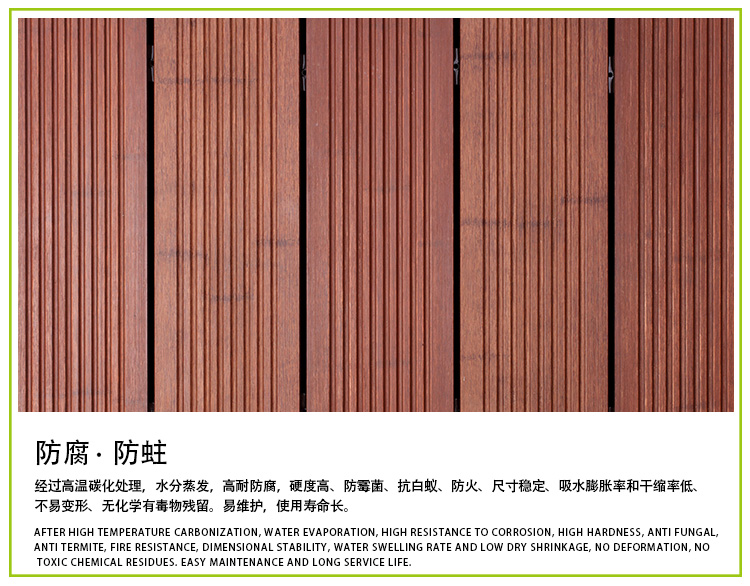 防腐·防蛀
经过高温碳化处理，水分蒸发，高耐防腐，硬度高、防霉菌、抗白蚁、防火、尺寸稳定、吸水膨胀率和干缩率低、
不易变形、无化学有毒物残留。易维护，使用寿命长。
AFTER HIGH TEMPERATURE CARBONIZATION, WATER EVAPORATION, HIGH RESISTANCE TO CORROSION, HIGH HARDNESS, ANTI FUNGAL,
ANTI TERMITE, FIRE RESISTANCE, DIMENSIONAL STABILITY, WATER SWELLING RATE AND LOW DRY SHRINKAGE, NO DEFORMATION, NO
TOXIC CHEMICAL RESIDUES. EASY MAINTENANCE AND LONG SERVICE LIFE.